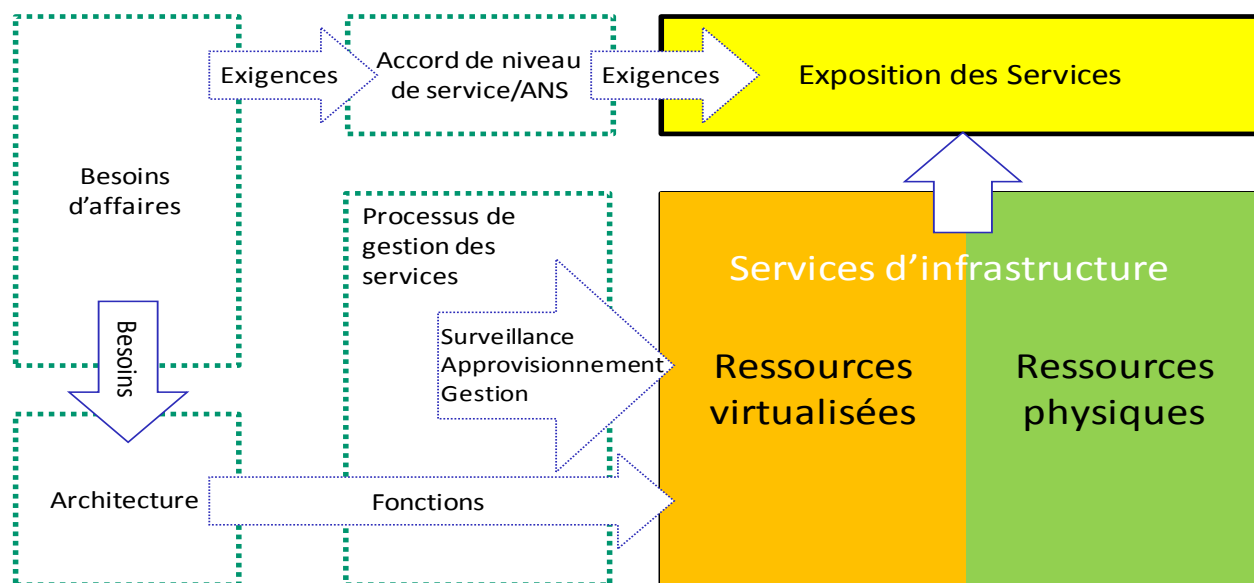 Exigences
Accord de niveau
de service/ANS
Exigences
Exposition des Services
Besoins
d’affaires
Processus de
gestion des
services
Services d’infrastructure
Besoins
Surveillance
Approvisionnement
Gestion
Ressources
virtualisées
Ressources
physiques
Architecture
Fonctions